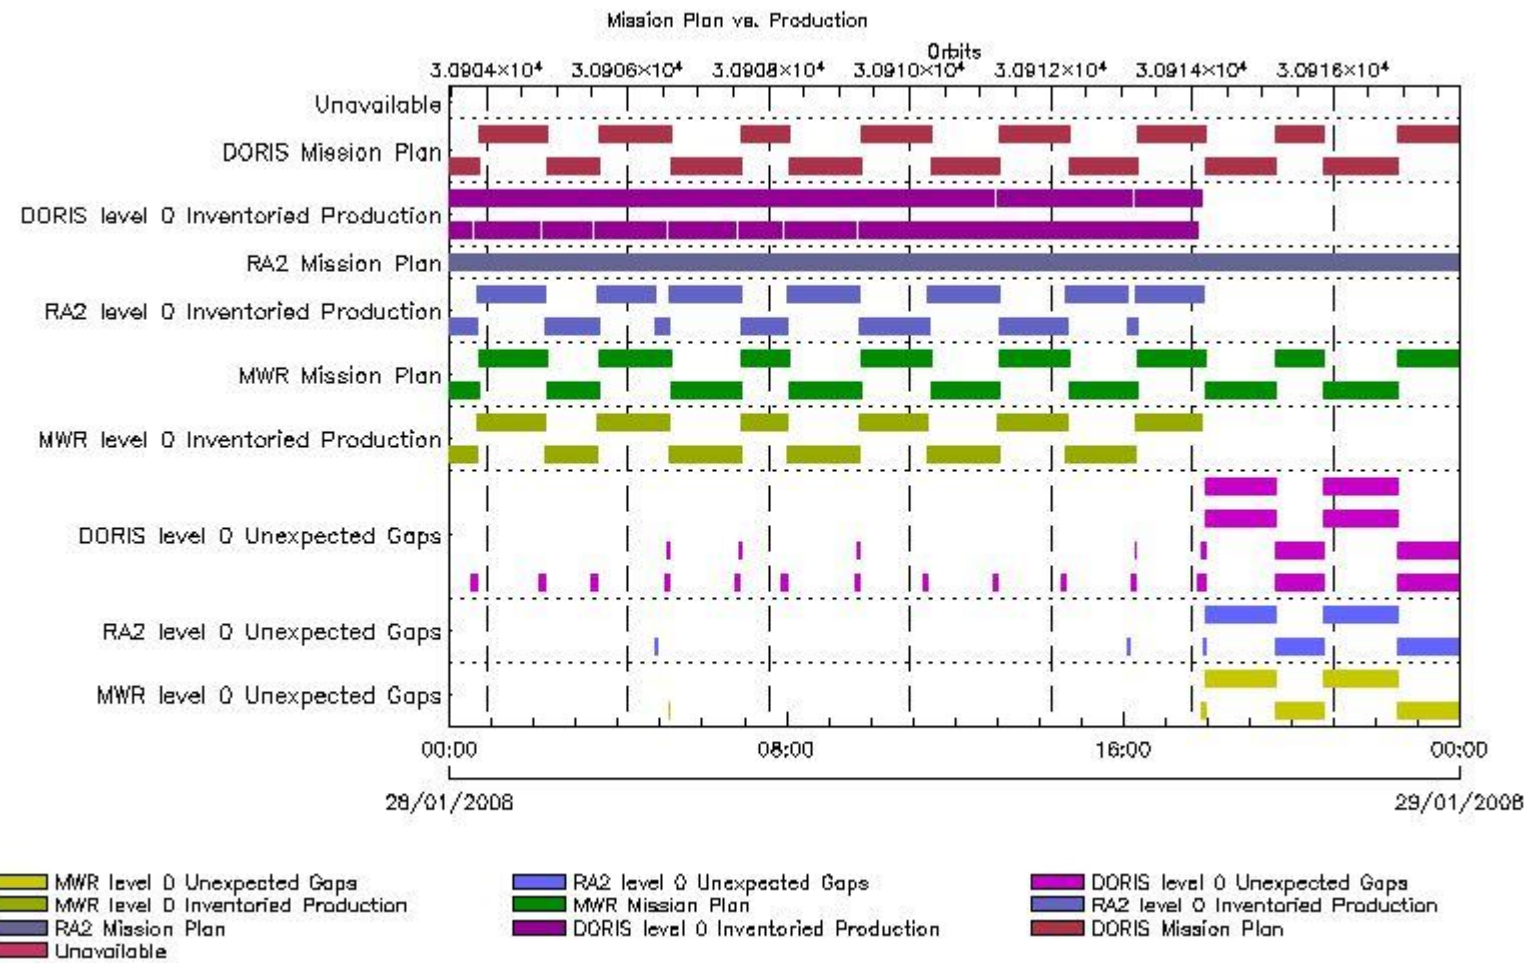 Mission Plan vs. Production
Orbits
3.0904×10⁴ 3.0906×10⁴ 3.0908×10⁴ 3.0910×10⁴ 3.0912×10⁴ 3.0914×10⁴ 3.0916×10⁴
Unavailable
DORIS Mission Plan
DORIS level 0 Inventoried Production
RA2 Mission Plan
RA2 level 0 Inventoried Production
MWR Mission Plan
MWR level 0 Inventoried Production
DORIS level 0 Unexpected Gaps
RA2 level 0 Unexpected Gaps
MWR level 0 Unexpected Gaps
00:00 08:00 16:00 00:00
28/01/2008 29/01/2008
MWR level 0 Unexpected Gaps RA2 level 0 Unexpected Gaps DORIS level 0 Unexpected Gaps
MWR level 0 Inventoried Production MWR Mission Plan RA2 level 0 Inventoried Production
RA2 Mission Plan DORIS level 0 Inventoried Production DORIS Mission Plan
Unavailable